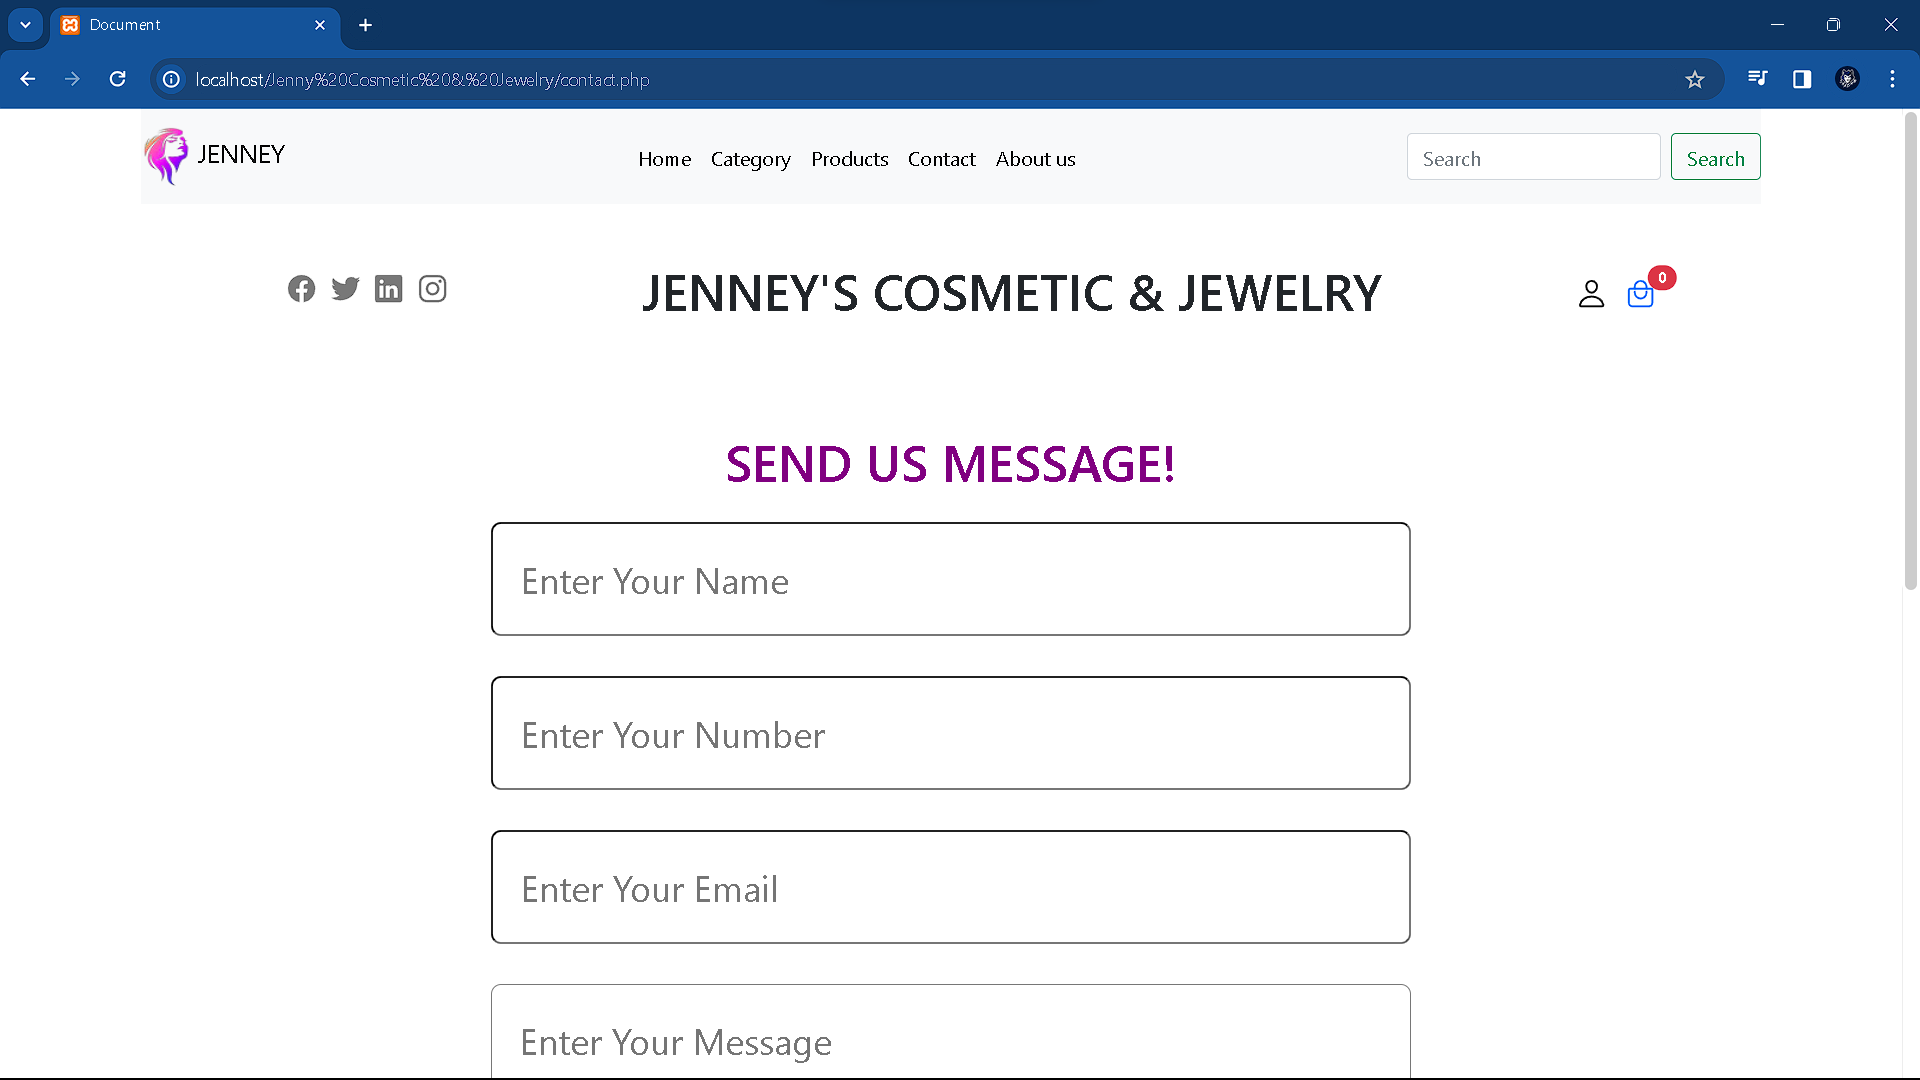 Document
localhost/Jenny%20Cosmetic%20&%20Jewelry/contact.php
JENNEY
Home Category Products Contact About us
Search
Search
JENNEY'S COSMETIC & JEWELRY
0
SEND US MESSAGE!
Enter Your Name
Enter Your Number
Enter Your Email
Enter Your Message